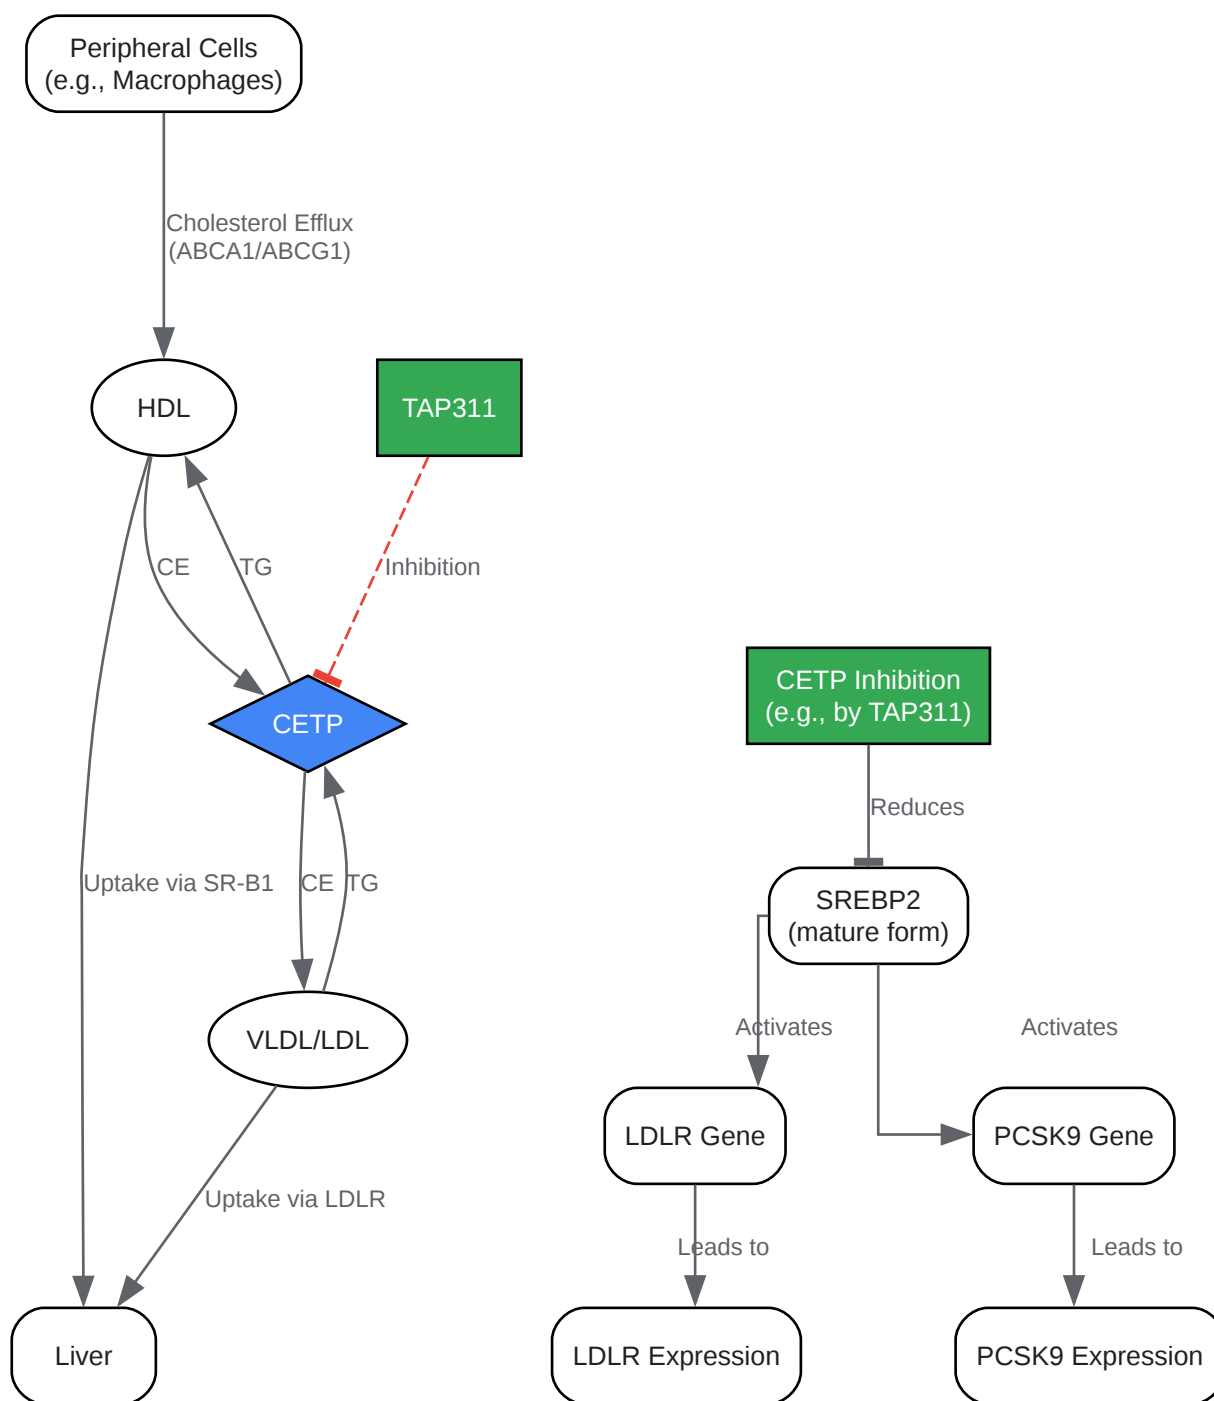 Peripheral Cells
(e.g., Macrophages)
Cholesterol Efflux
(ABCA1/ABCG1)
HDL
TAP311
CE
TG
Inhibition
CETP
CETP Inhibition
(e.g., by TAP311)
Reduces
Uptake via SR-B1
CE
TG
SREBP2
(mature form)
Activates
Activates
VLDL/LDL
LDLR Gene
PCSK9 Gene
Uptake via LDLR
Leads to
Leads to
Liver
LDLR Expression
PCSK9 Expression